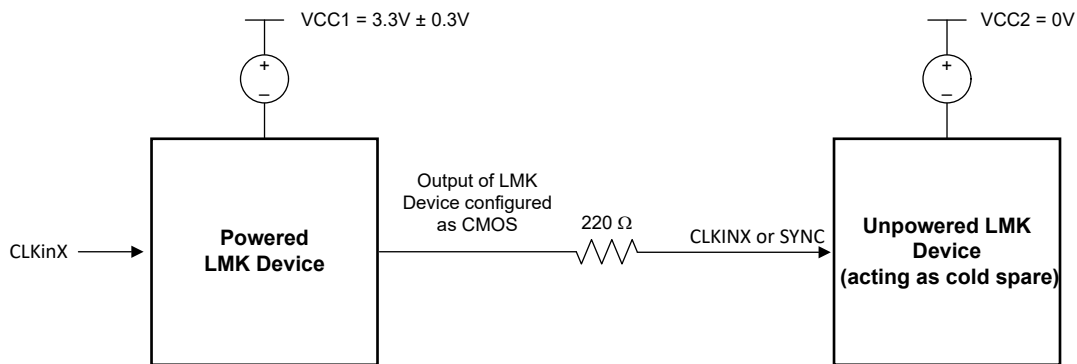 VCC1 = 3.3V ± 0.3V
VCC2 = 0V
+
–
+
–
Output of LMK
Device configured
as CMOS
220 Ω
CLKinX
Powered
LMK Device
CLKINX or SYNC
Unpowered LMK
Device
(acting as cold spare)